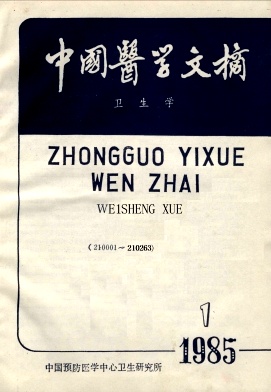 中國醫学文摘
卫生学
ZHONGGUO YIXUE
WEN ZHAI
WEISHENG XUE
(210001~210263)
1
1985
中国预防医学中心卫生研究所